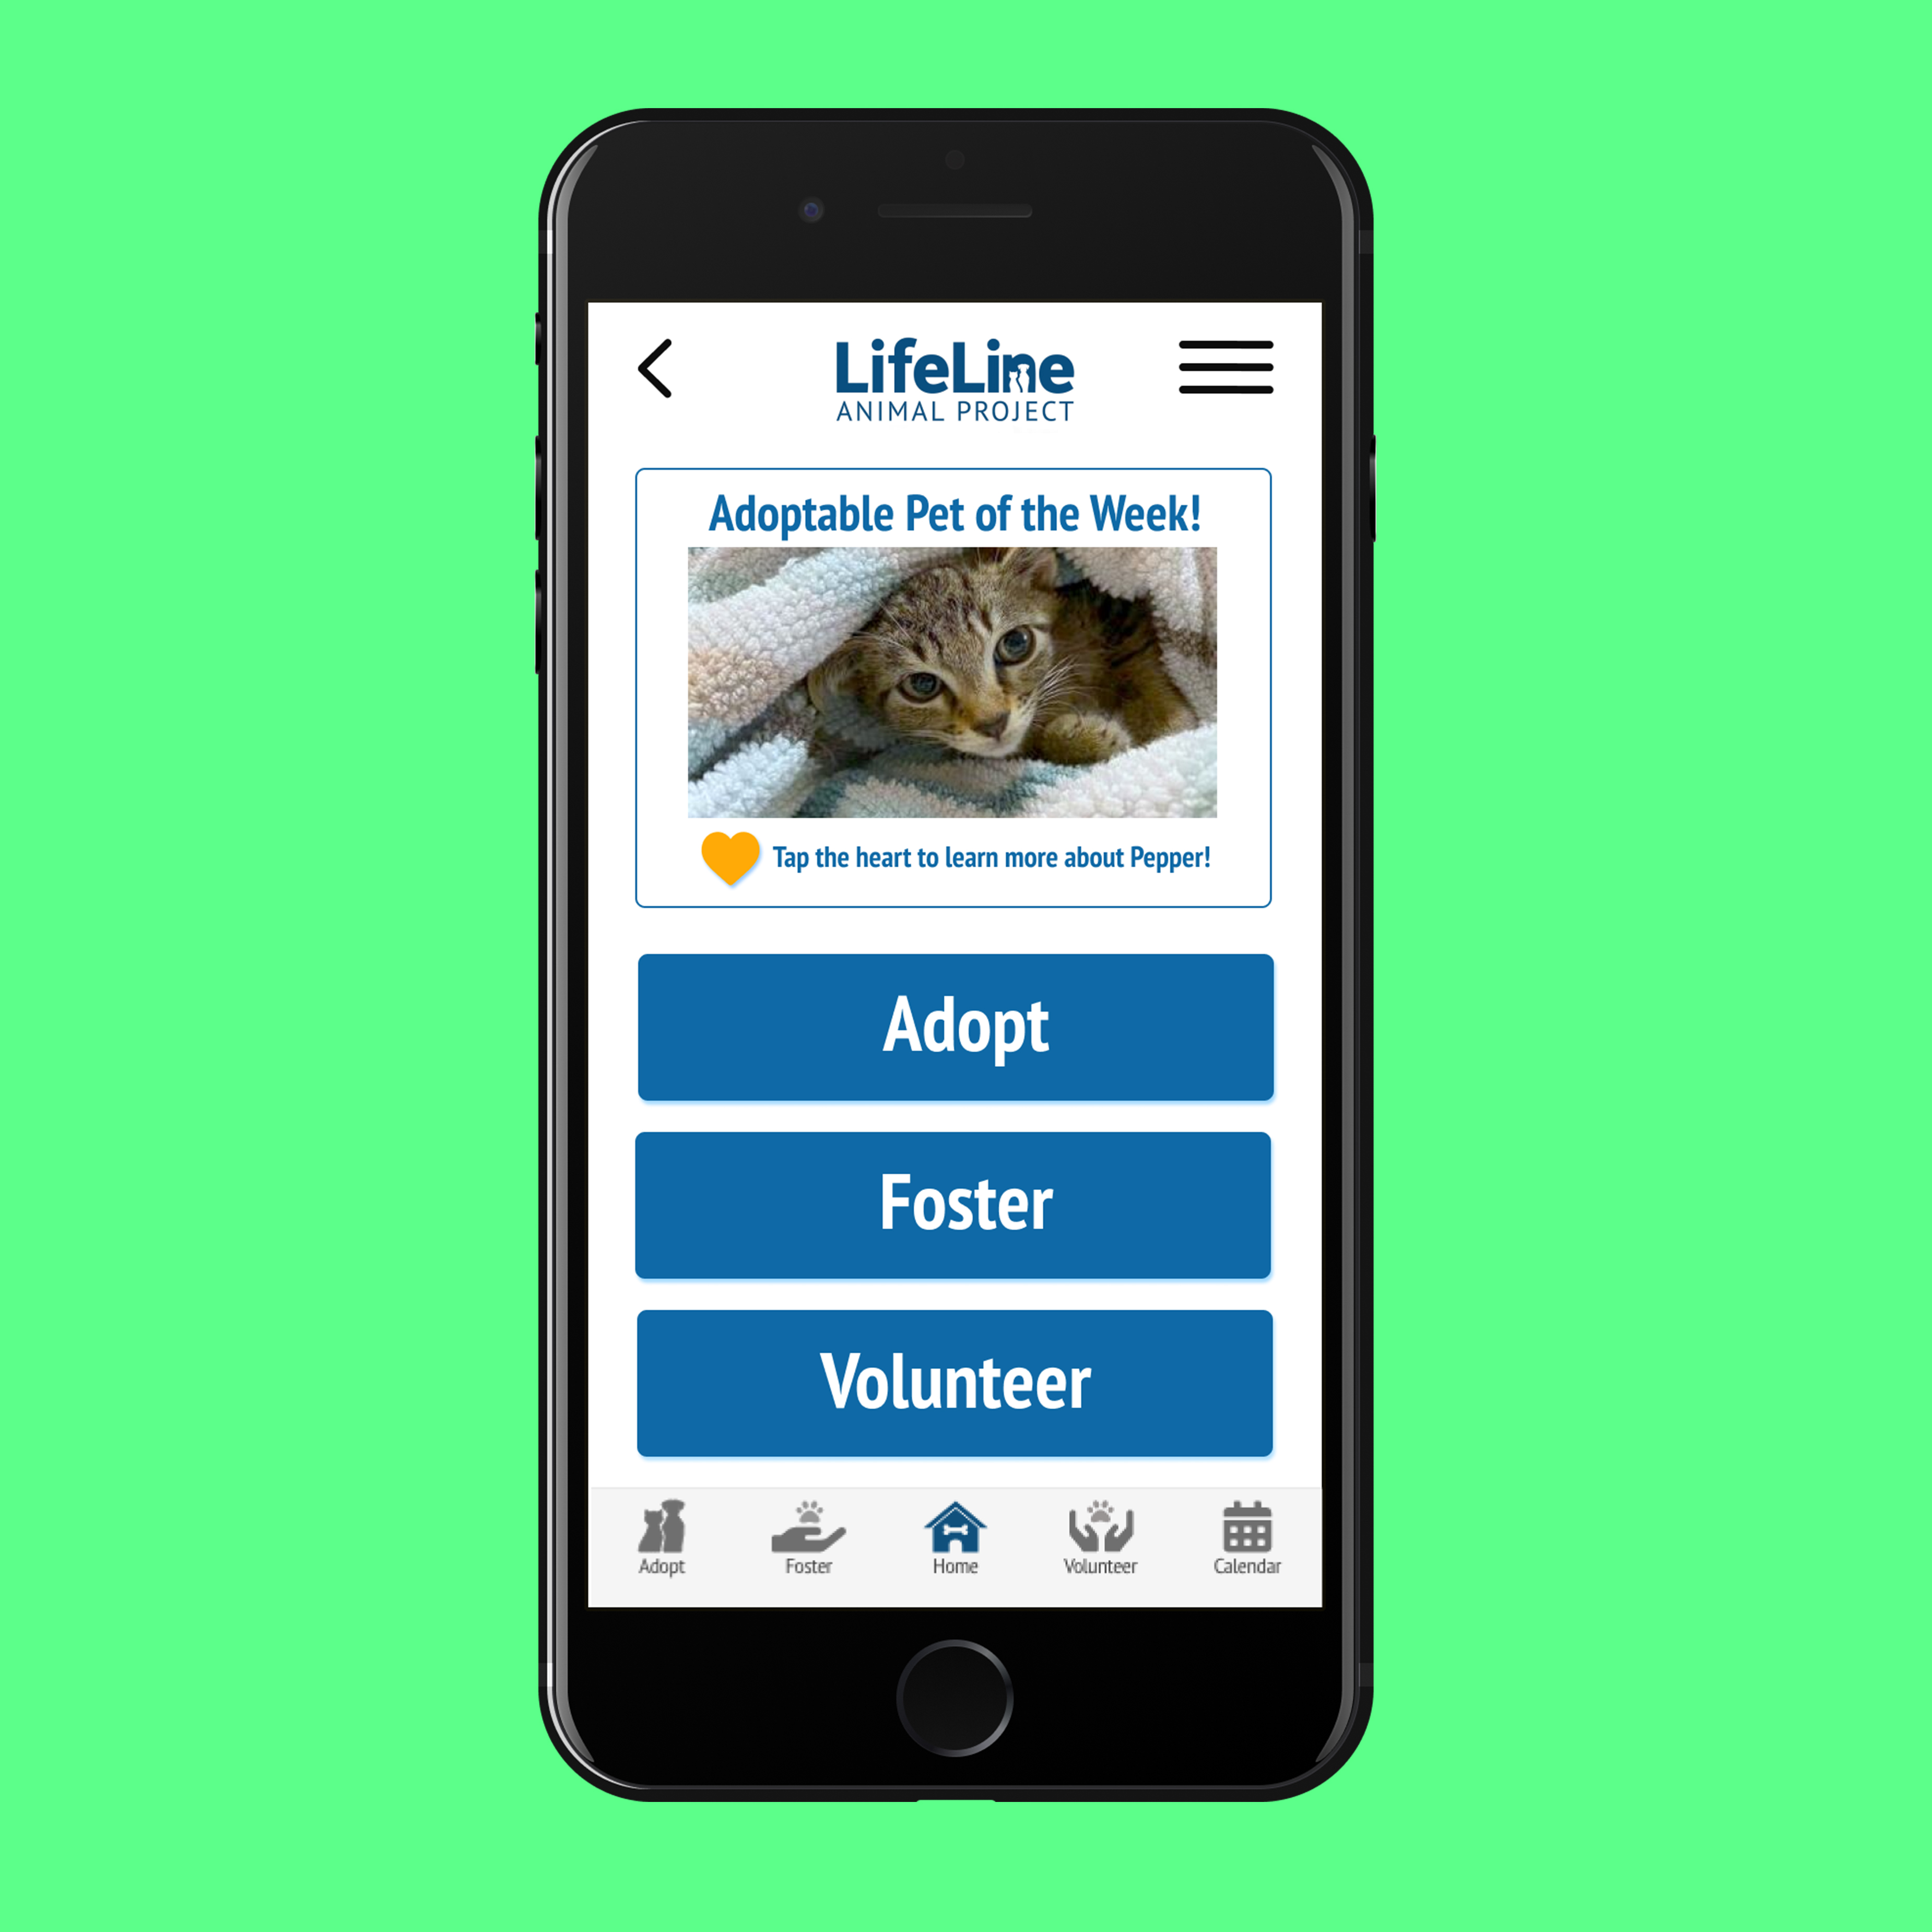 LifeLine
ANIMAL PROJECT
Adoptable Pet of the Week!
Tap the heart to learn more about Pepper!
Adopt
Foster
Volunteer
Adopt
Foster
Home
Volunteer
Calendar